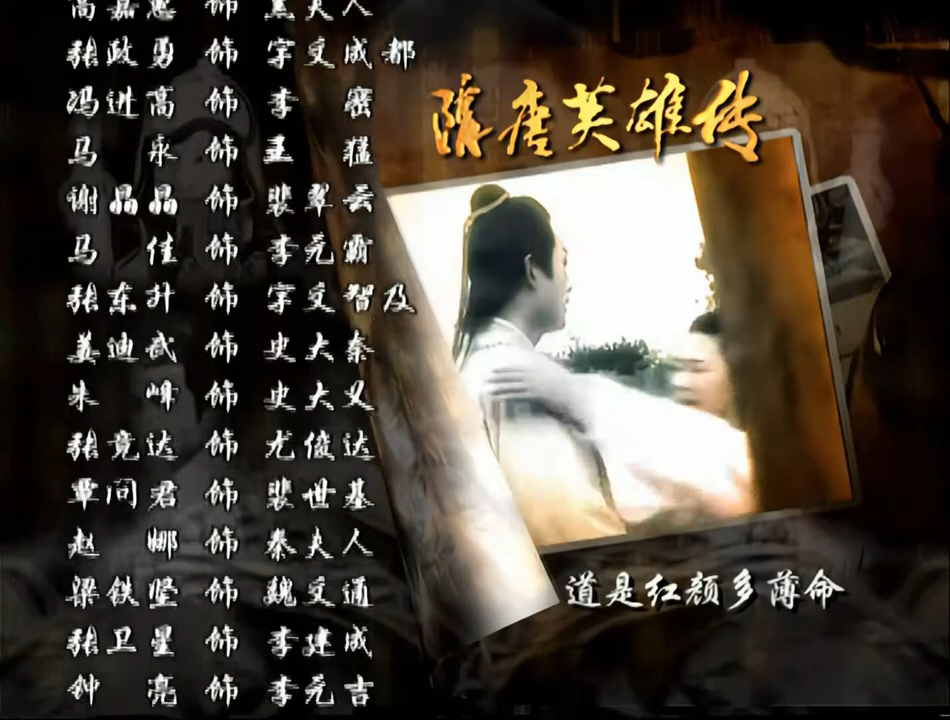 张政勇 饰 宇文成都
冯进高 饰 李密
马永 饰 王猛
谢晶晶 饰 裴翠云
马佳 饰 李元霸
张东升 饰 宇文智及
盖迪武 饰 史大奈
朱峰 饰 史大义
张竞达 饰 尤俊达
覃问君 饰 裴世基
赵娜 饰 秦夫人
梁铁坚 饰 魏文通
张卫星 饰 李建成
钟亮 饰 李元吉
隋唐英雄传
道是红颜多薄命